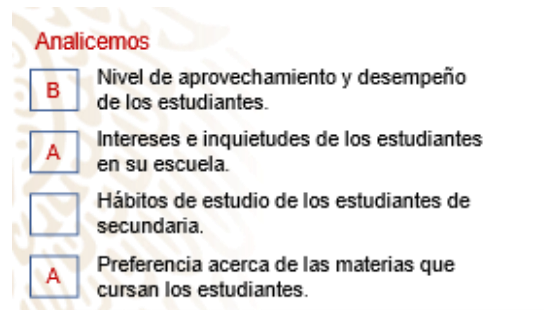 Analicemos
B Nivel de aprovechamiento y desempeño
de los estudiantes.
A Intereses e inquietudes de los estudiantes
en su escuela.
Hábitos de estudio de los estudiantes de
secundaria.
A Preferencia acerca de las materias que
cursan los estudiantes.